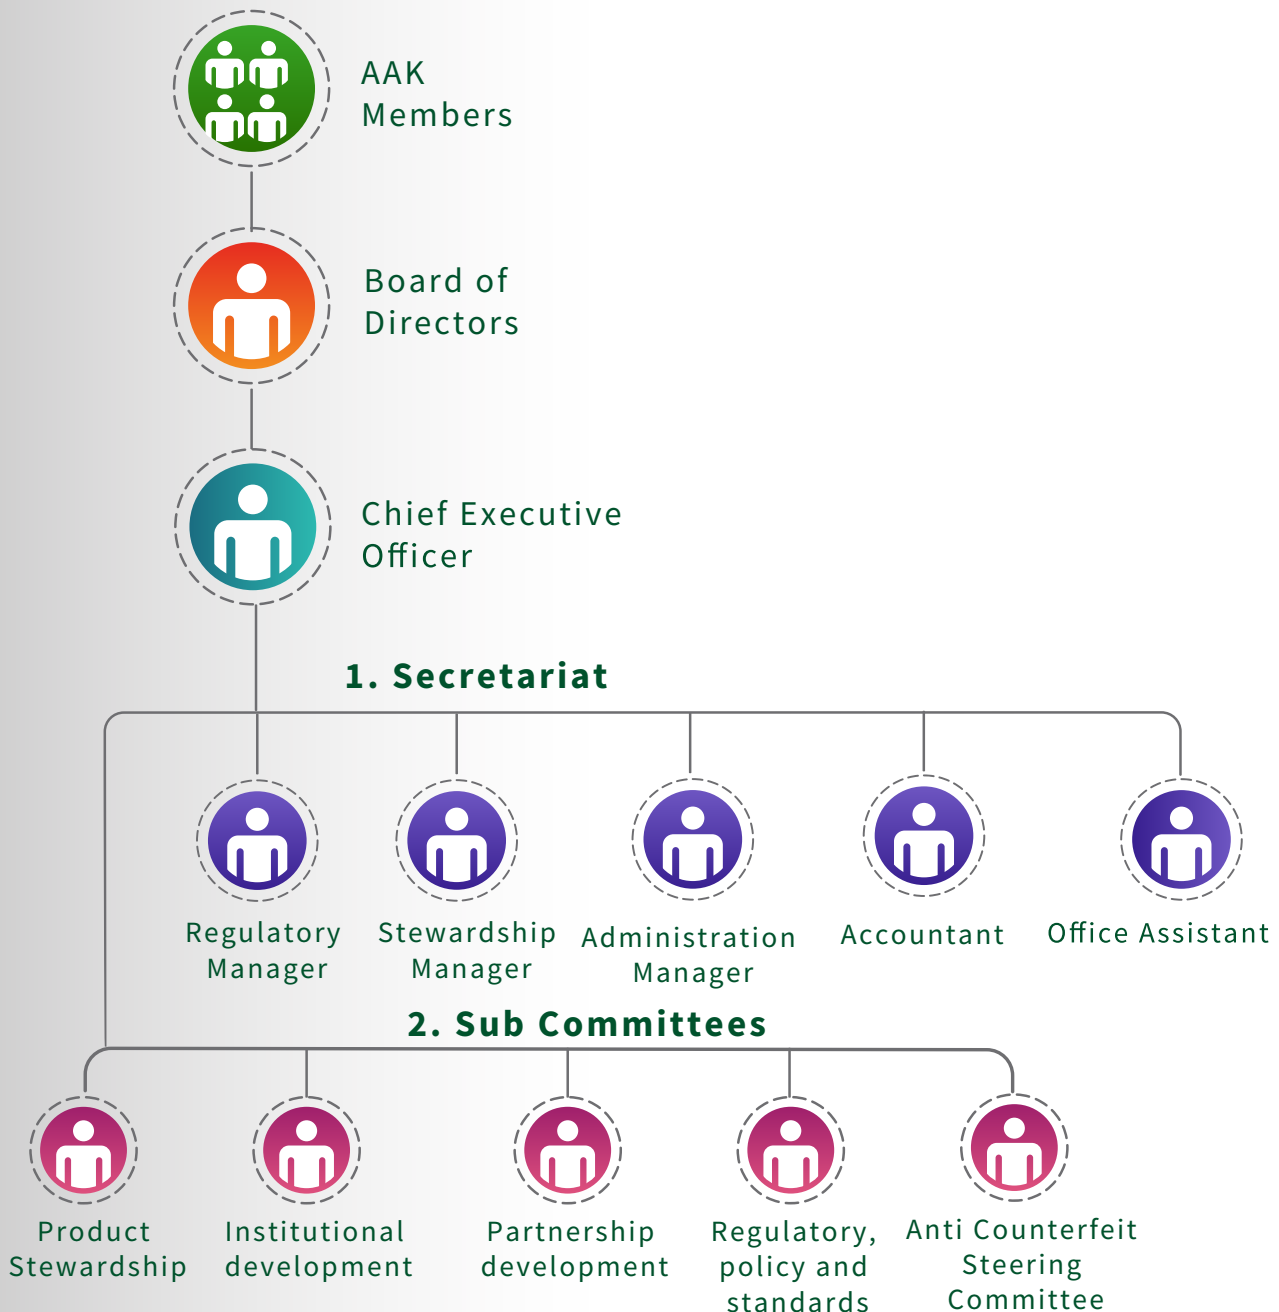 AAK
Members
Board of
Directors
Chief Executive
Officer
1. Secretariat
Regulatory
Manager
Stewardship
Manager
Administration
Manager
Accountant
Office Assistant
2. Sub Committees
Product
Stewardship
Institutional
development
Partnership
development
Regulatory,
policy and
standards
Anti Counterfeit
Steering
Committee